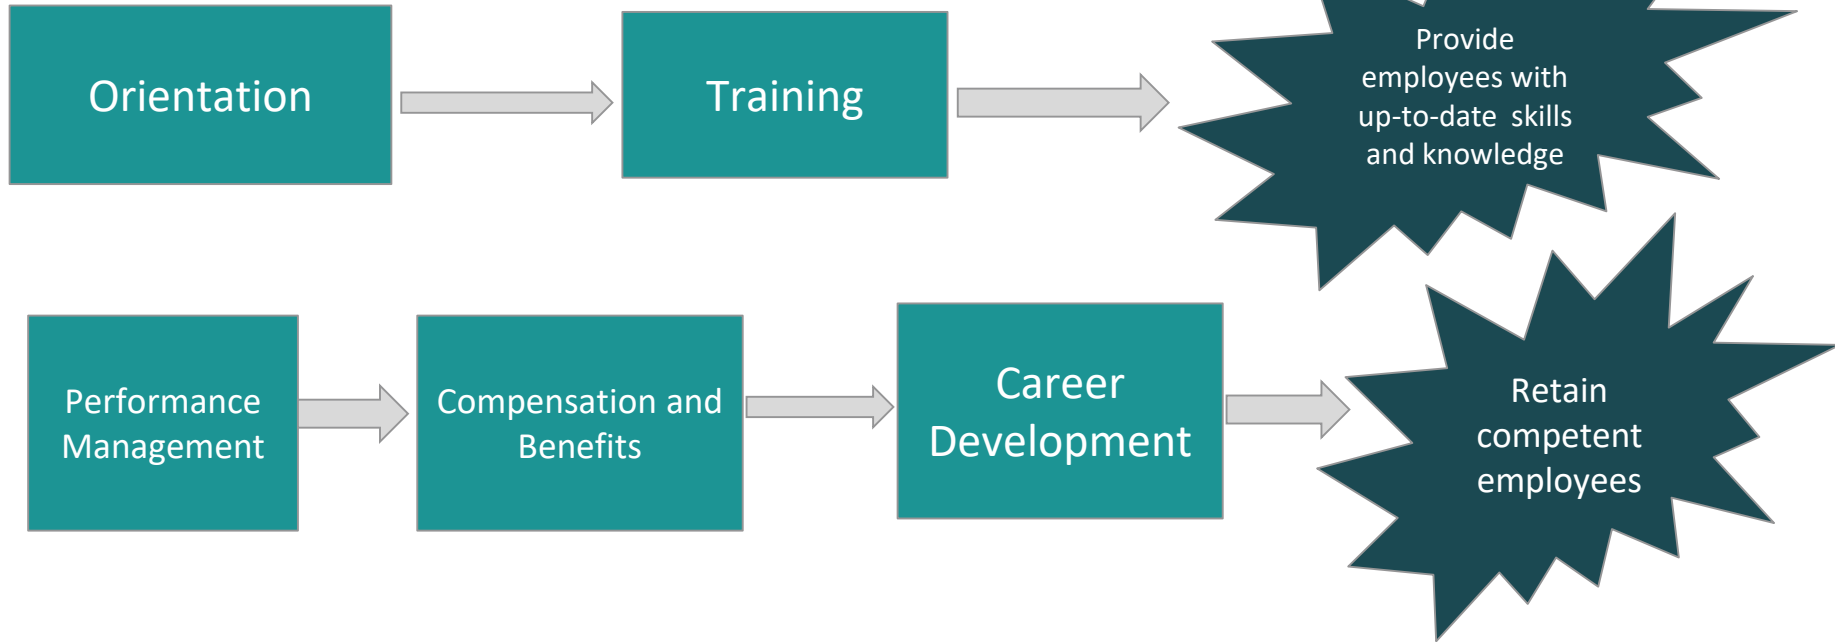 Orientation
Training
Provide
employees with
up-to-date skills
and knowledge
Performance
Management
Compensation and
Benefits
Career
Development
Retain
competent
employees